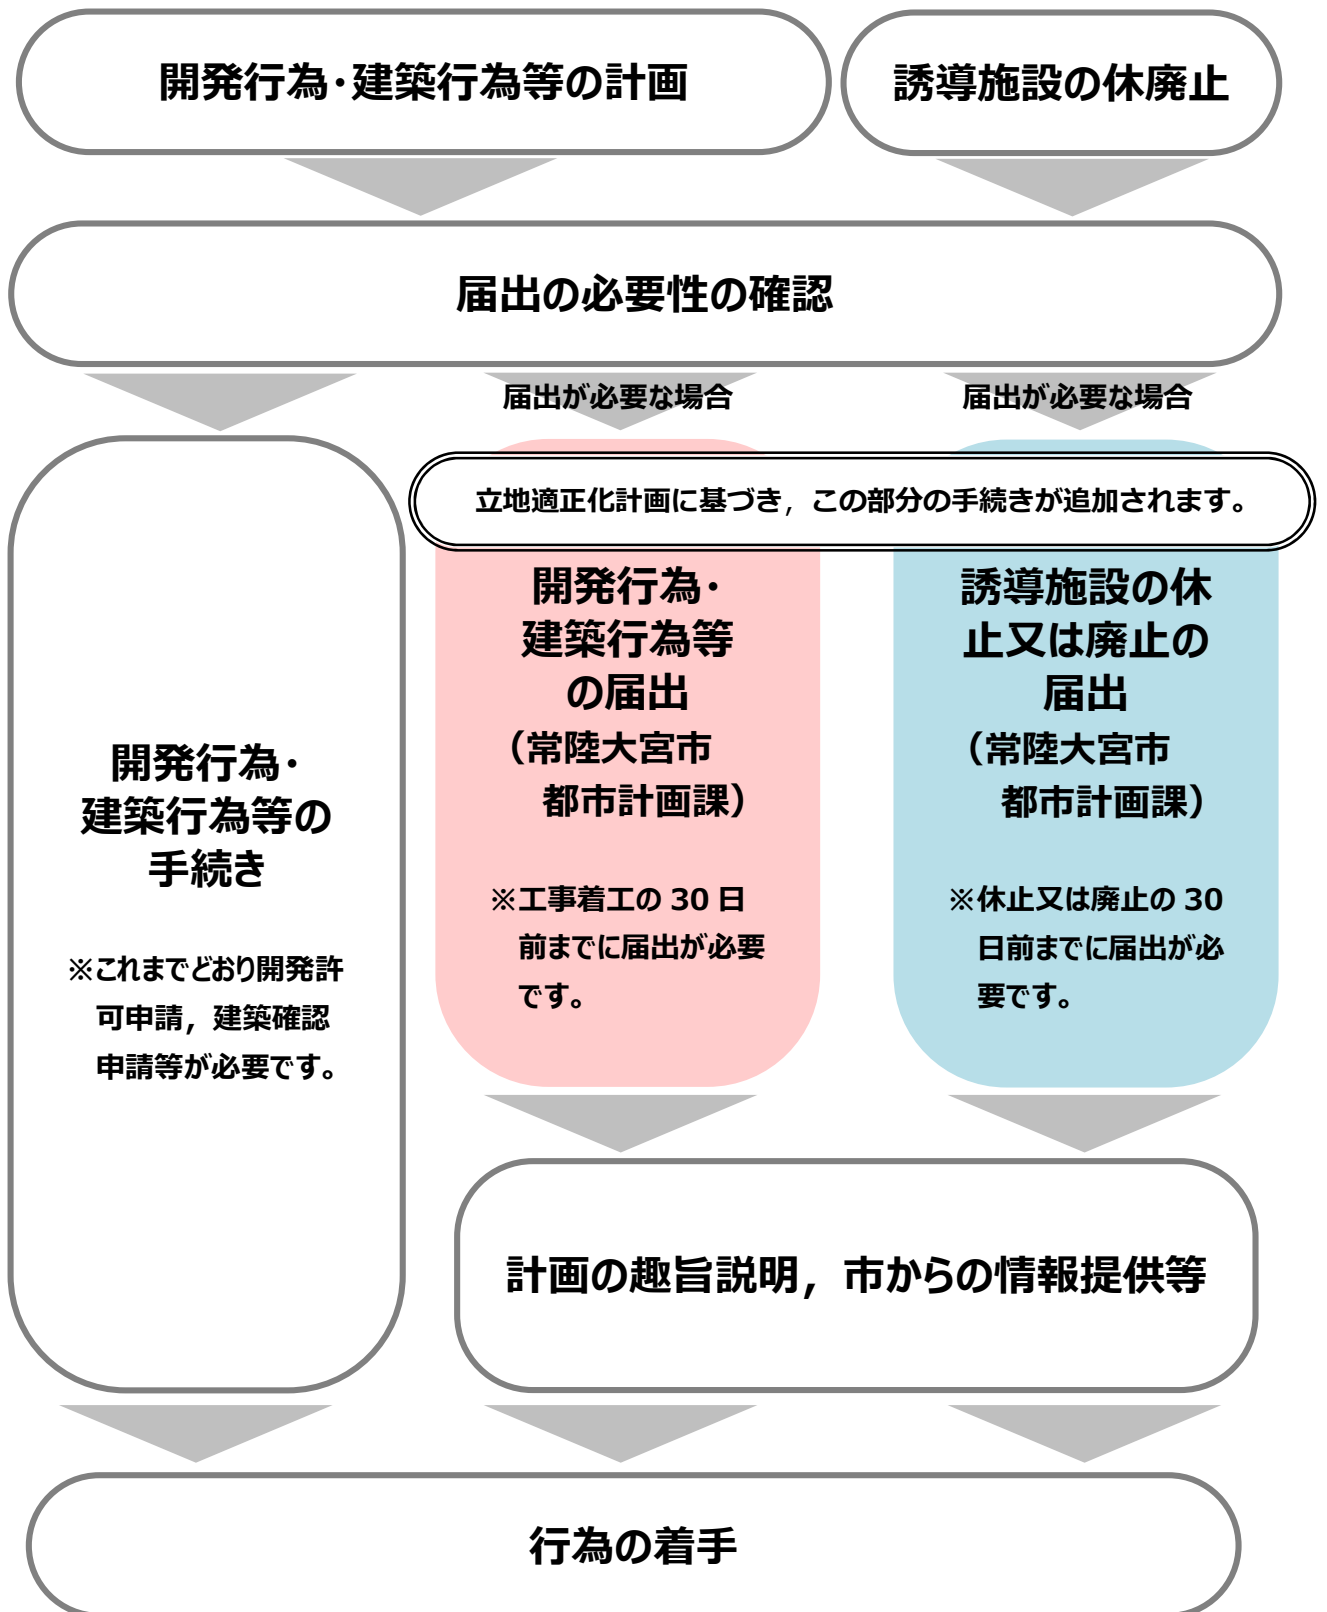 開発行為･建築行為等の計画
誘導施設の休廃止
届出の必要性の確認
届出が必要な場合
届出が必要な場合
立地適正化計画に基づき，この部分の手続きが追加されます。
開発行為･
建築行為等の
手続き
※これまでどおり開発許
可申請，建築確認
申請等が必要です。
開発行為･
建築行為等
の届出
（常陸大宮市
都市計画課）
※工事着工の 30 日
前までに届出が必要
です。
誘導施設の休
止又は廃止の
届出
（常陸大宮市
都市計画課）
※休止又は廃止の 30
日前までに届出が必
要です。
計画の趣旨説明，市からの情報提供等
行為の着手